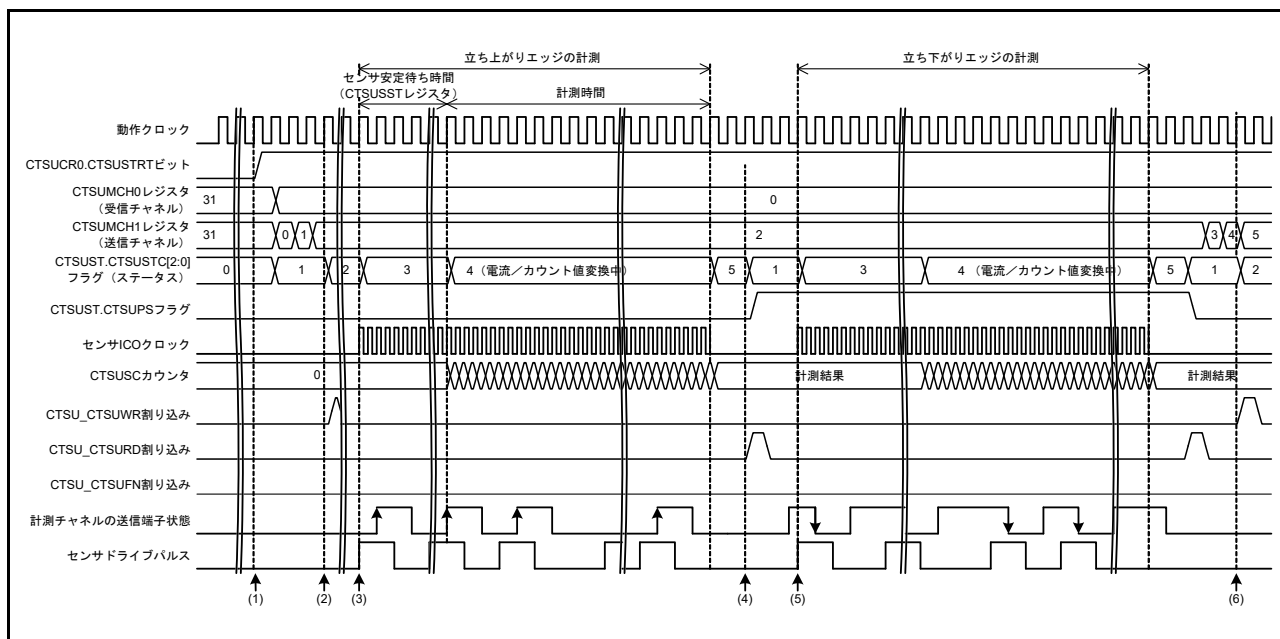 立ち上がりエッジの計測
立ち下がりエッジの計測
センサ安定待ち時間
(CTSUSSTレジスタ)
計測時間
動作クロック
CTSUCR0.CTSUSTRTビット
CTSUMCH0レジスタ
(受信チャネル)
31
0
CTSUMCH1レジスタ
(送信チャネル)
31
0
1
2
3
4
5
CTSUST.CTSUSTC[2:0]
フラグ(ステータス)
0
1
2
3
4(電流/カウント値変換中)
5
1
3
4(電流/カウント値変換中)
5
1
2
CTSUST.CTSUPSフラグ
センサICOクロック
CTSUSCカウンタ
0
計測結果
計測結果
CTSU_CTSUWR割り込み
CTSU_CTSURD割り込み
CTSU_CTSUFN割り込み
計測チャネルの送信端子状態
センサドライブパルス
(1)
(2)
(3)
(4)
(5)
(6)